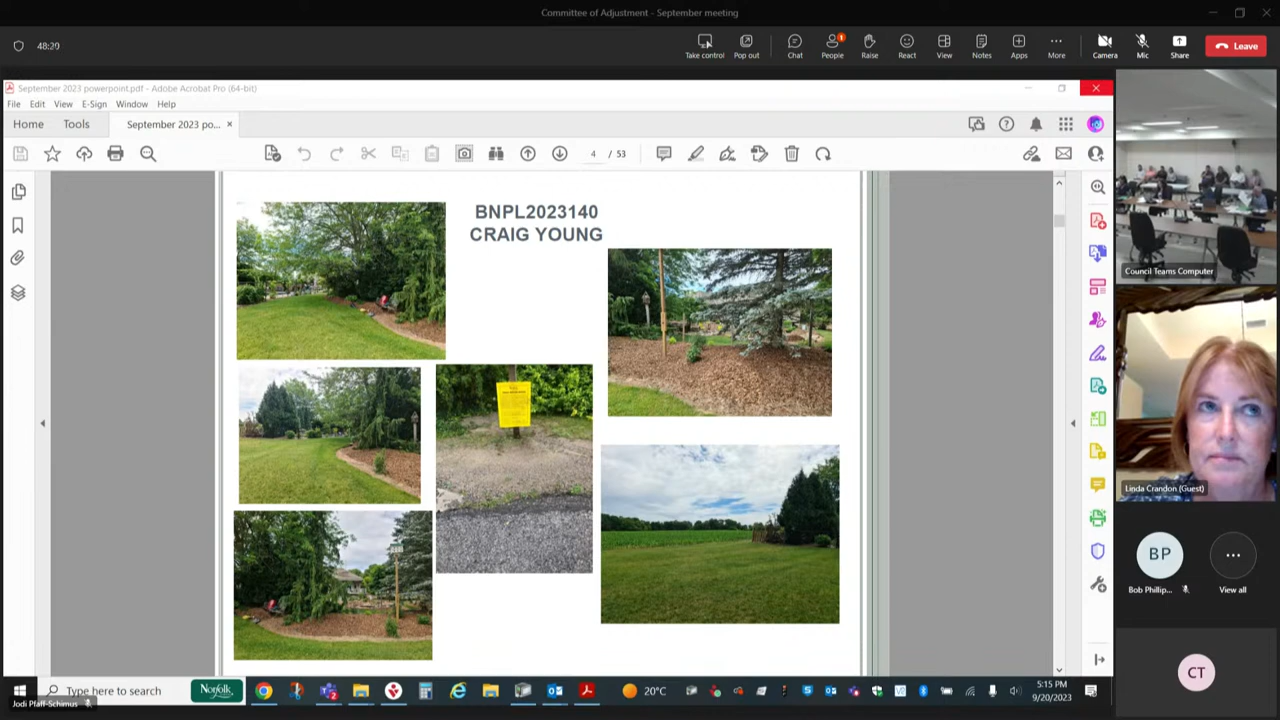 Committee of Adjustment - September meeting
48:20
Take control
Pop out
Chat
1
People
Raise
React
View
Notes
Apps
More
Camera
Mic
Share
Leave
September 2023 powerpoint.pdf - Adobe Acrobat Pro (64-bit)
File Edit View E-Sign Window Help
Home Tools September 2023 po... ×
4 / 53
BNPL2023140
CRAIG YOUNG
Council Teams Computer
Linda Crandon (Guest)
BP
Bob Phillip...
View all
CT
Type here to search
Norfolk
20°C
5:15 PM
9/20/2023
Jodi Pfaff-Schimus